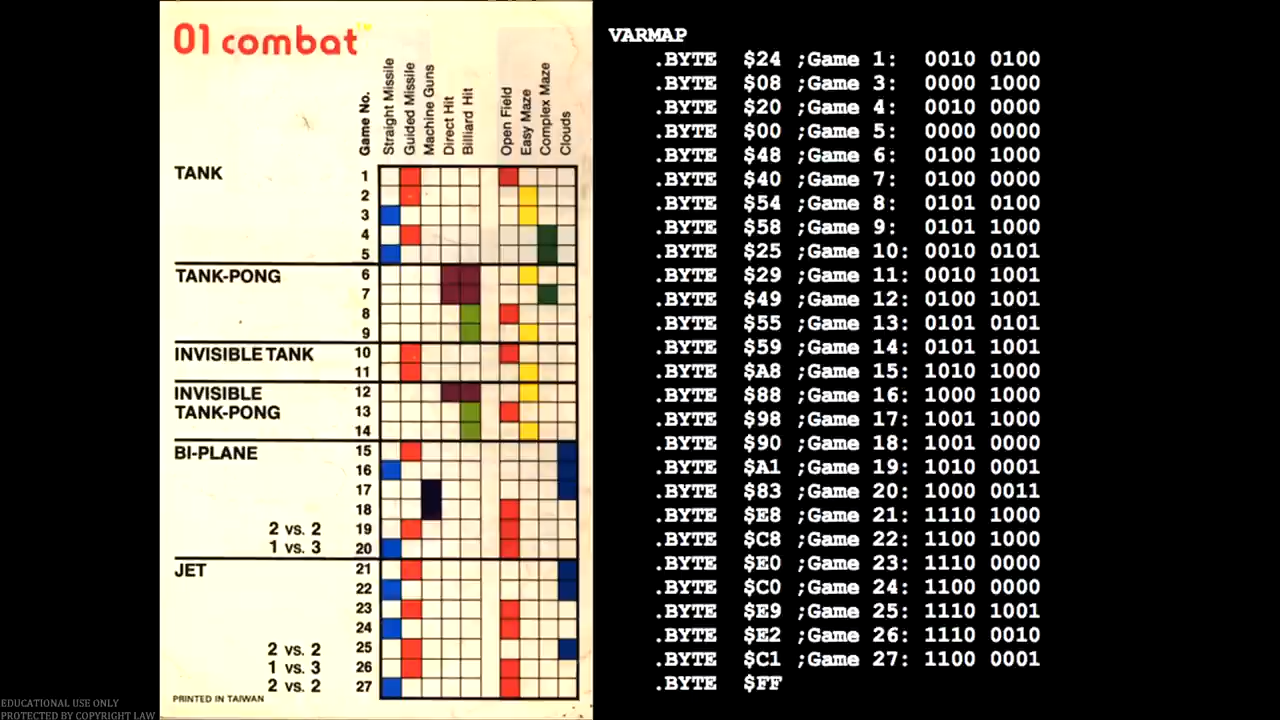 01 combat™
Game No.
Straight Missile
Guided Missile
Machine Guns
Direct Hit
Billiard Hit
Open Field
Easy Maze
Complex Maze
Clouds
TANK
1
2
3
4
5
TANK-PONG
6
7
8
9
INVISIBLE TANK
10
11
INVISIBLE
TANK-PONG
12
13
14
BI-PLANE
15
16
17
18
2 vs. 2 19
1 vs. 3 20
JET
21
22
23
24
2 vs. 2 25
1 vs. 3 26
2 vs. 2 27
PRINTED IN TAIWAN
VARMAP
.BYTE $24 ;Game 1: 0010 0100
.BYTE $08 ;Game 3: 0000 1000
.BYTE $20 ;Game 4: 0010 0000
.BYTE $00 ;Game 5: 0000 0000
.BYTE $48 ;Game 6: 0100 1000
.BYTE $40 ;Game 7: 0100 0000
.BYTE $54 ;Game 8: 0101 0100
.BYTE $58 ;Game 9: 0101 1000
.BYTE $25 ;Game 10: 0010 0101
.BYTE $29 ;Game 11: 0010 1001
.BYTE $49 ;Game 12: 0100 1001
.BYTE $55 ;Game 13: 0101 0101
.BYTE $59 ;Game 14: 0101 1001
.BYTE $A8 ;Game 15: 1010 1000
.BYTE $88 ;Game 16: 1000 1000
.BYTE $98 ;Game 17: 1001 1000
.BYTE $90 ;Game 18: 1001 0000
.BYTE $A1 ;Game 19: 1010 0001
.BYTE $83 ;Game 20: 1000 0011
.BYTE $E8 ;Game 21: 1110 1000
.BYTE $C8 ;Game 22: 1100 1000
.BYTE $E0 ;Game 23: 1110 0000
.BYTE $C0 ;Game 24: 1100 0000
.BYTE $E9 ;Game 25: 1110 1001
.BYTE $E2 ;Game 26: 1110 0010
.BYTE $C1 ;Game 27: 1100 0001
.BYTE $FF
EDUCATIONAL USE ONLY
PROTECTED BY COPYRIGHT LAW